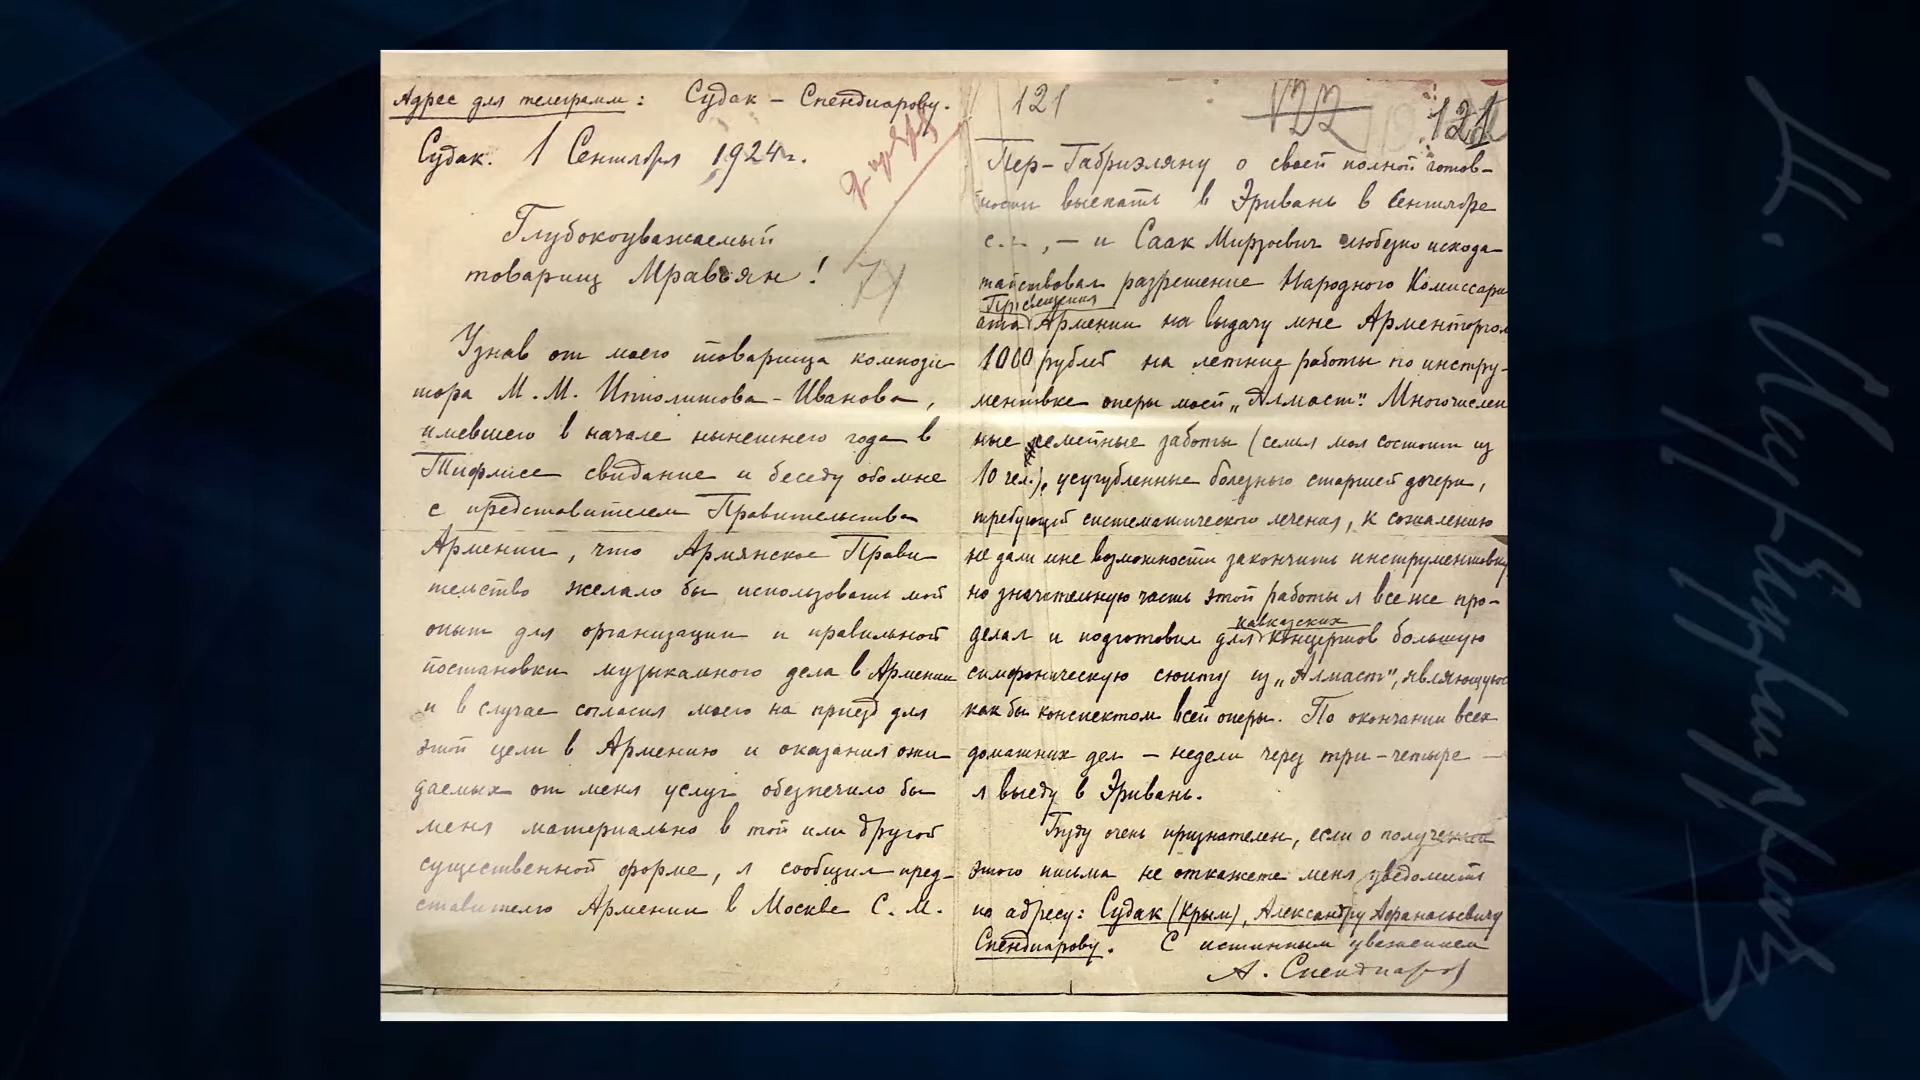 Адрес для телеграмм: Судак – Спендиарову.
Судак. 1 Сентября 1924 г.
Глубокоуважаемый
товарищ Мравьян!
Узнав от моего товарища компози-
тора М. М. Ипполитова-Иванова,
имевшего в начале нынешнего года в
Тифлисе свидание и беседу обо мне
с представителем Правительства
Армении, что Армянское Прави-
тельство желало бы использовать мой
опыт для организации и правильной
постановки музыкального дела в Армении
и в случае согласия моего на приезд для
этой цели в Армению и оказания ожи-
даемых от меня услуг обезпечило бы
меня материально в той или другой
существенной форме, я сообщил пред-
ставителю Армении в Москве С. М.
121
122
121
Тер-Габриэляну о своей полной готов-
ности выехать в Эривань в Сентябре
с.г., – и Саак Мирзоевич любезно исхода-
тайствовал разрешение Народного Комиссари
Просвещения
ата Армении на выдачу мне Арменторгом
1000 рублей на летние работы по инстру-
ментовке оперы моей „Алмаст". Многочислен
ные семейные заботы (семья моя состоит из
10 чел.), усугубленные болезнью старшей дочери,
требующей систематического лечения, к сожалению
не дали мне возможности закончить инструментовку
но значительную часть этой работы я все же про-
кавказских
делал и подготовил для концертов большую
симфоническую сюиту из „Алмаст", являющуюся
как бы конспектом всей оперы. По окончании всех
домашних дел – недели через три-четыре –
я выеду в Эривань.
Буду очень признателен, если о получении
этого письма не откажете меня уведомить
по адресу: Судак (Крым), Александру Афанасьевичу
Спендиарову. С истинным уважением
А. Спендиаров